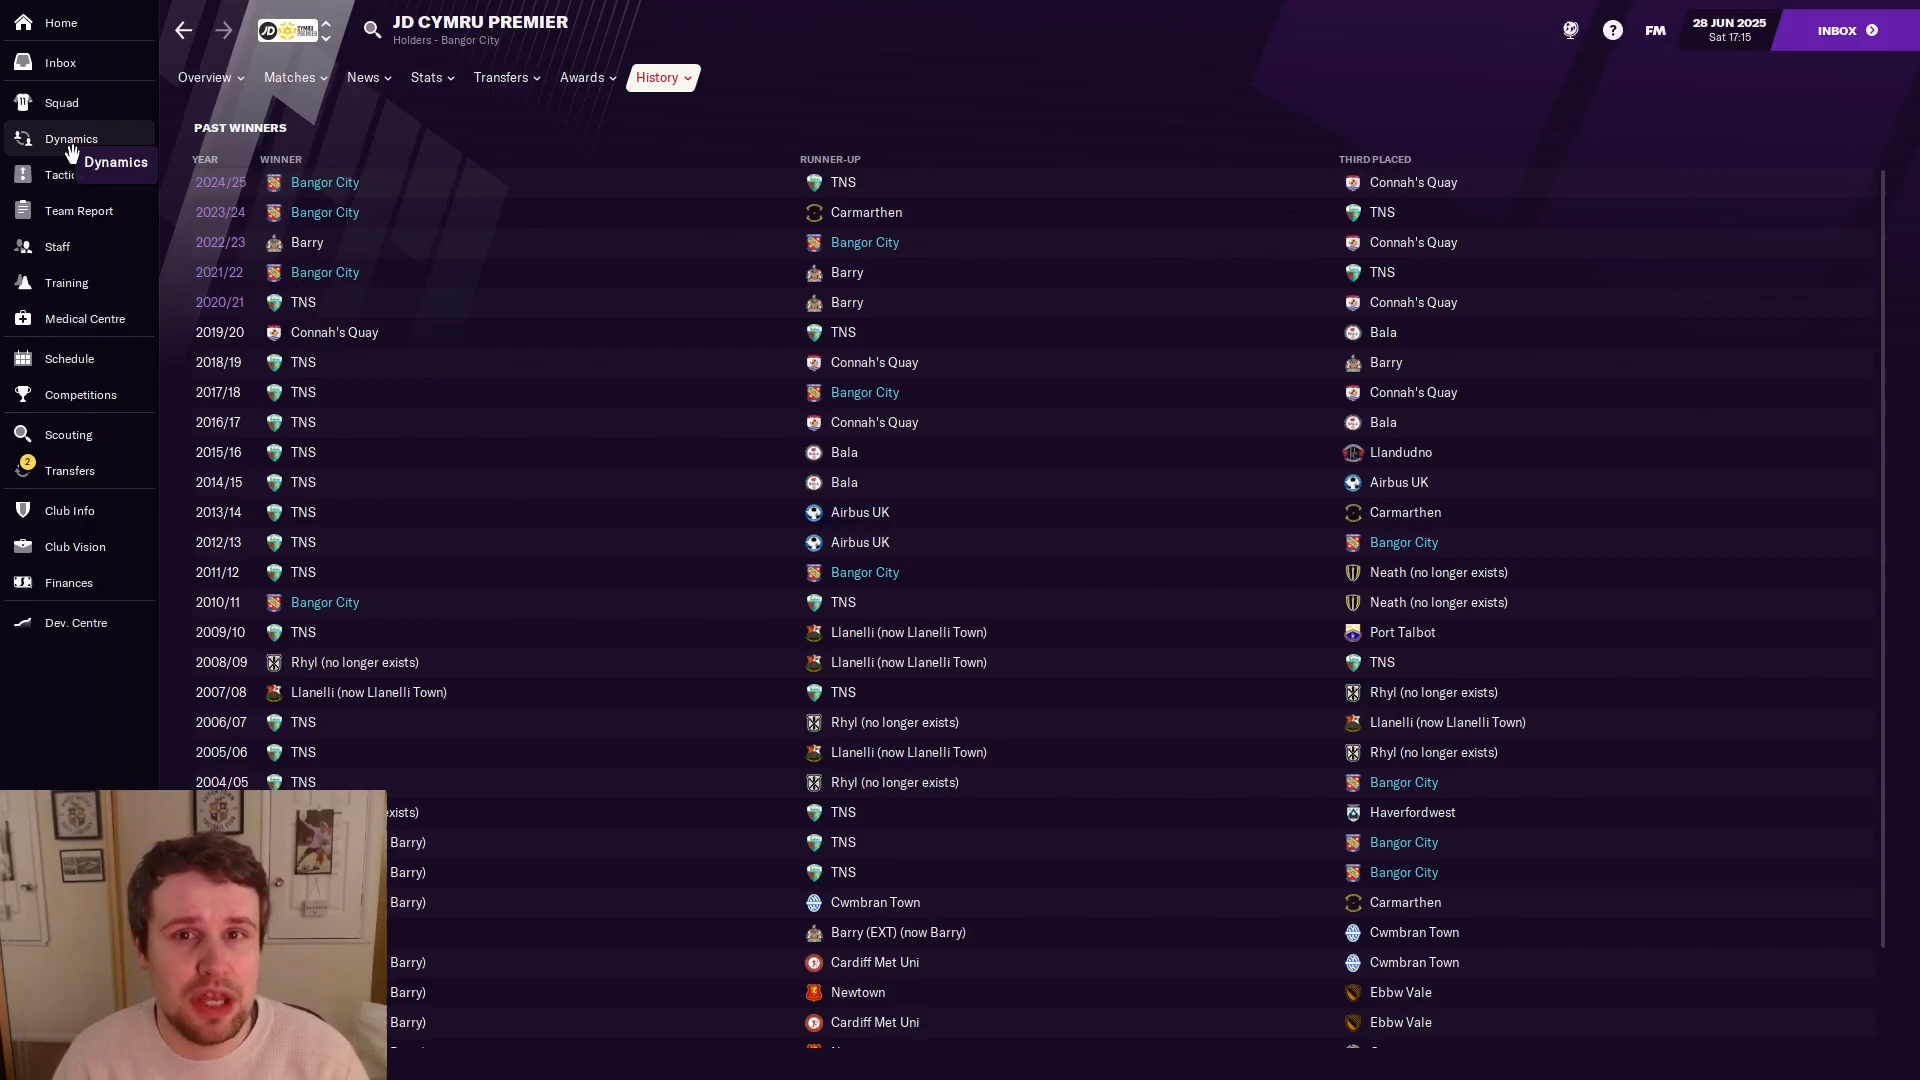 Home
Inbox
Squad
Dynamics
Dynamics
Tactic
Team Report
Staff
Training
Medical Centre
Schedule
Competitions
Scouting
2
Transfers
Club Info
Club Vision
Finances
Dev. Centre
JD CYMRU PREMIER
Holders - Bangor City
FM
28 JUN 2025
Sat 17:15
INBOX
Overview Matches News Stats Transfers Awards History
PAST WINNERS
YEAR WINNER RUNNER-UP THIRD PLACED
2024/25 Bangor City TNS Connah's Quay
2023/24 Bangor City Carmarthen TNS
2022/23 Barry Bangor City Connah's Quay
2021/22 Bangor City Barry TNS
2020/21 TNS Barry Connah's Quay
2019/20 Connah's Quay TNS Bala
2018/19 TNS Connah's Quay Barry
2017/18 TNS Bangor City Connah's Quay
2016/17 TNS Connah's Quay Bala
2015/16 TNS Bala Llandudno
2014/15 TNS Bala Airbus UK
2013/14 TNS Airbus UK Carmarthen
2012/13 TNS Airbus UK Bangor City
2011/12 TNS Bangor City Neath (no longer exists)
2010/11 Bangor City TNS Neath (no longer exists)
2009/10 TNS Llanelli (now Llanelli Town) Port Talbot
2008/09 Rhyl (no longer exists) Llanelli (now Llanelli Town) TNS
2007/08 Llanelli (now Llanelli Town) TNS Rhyl (no longer exists)
2006/07 TNS Rhyl (no longer exists) Llanelli (now Llanelli Town)
2005/06 TNS Llanelli (now Llanelli Town) Rhyl (no longer exists)
2004/05 TNS Rhyl (no longer exists) Bangor City
exists) TNS Haverfordwest
Barry) TNS Bangor City
Barry) TNS Bangor City
Barry) Cwmbran Town Carmarthen
Barry (EXT) (now Barry) Cwmbran Town
Barry) Cardiff Met Uni Cwmbran Town
Barry) Newtown Ebbw Vale
Barry) Cardiff Met Uni Ebbw Vale